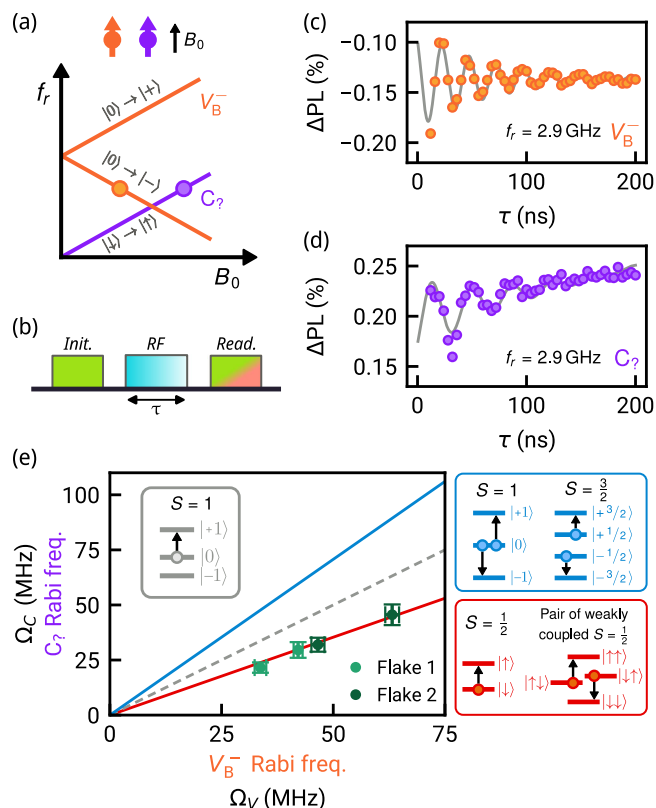 (a)
B₀
fᵣ
|0⟩ → |+⟩
V_B⁻
|0⟩ → |−⟩
C?
|↓⟩ → |↑⟩
B₀
(b)
Init.
RF
Read.
τ
(c)
−0.10
−0.15
−0.20
ΔPL (%)
fᵣ = 2.9 GHz V_B⁻
0
100
200
τ (ns)
(d)
0.25
0.20
0.15
ΔPL (%)
fᵣ = 2.9 GHz C?
0
100
200
τ (ns)
(e)
100
75
50
25
0
Ω_C (MHz)
C? Rabi freq.
S = 1
|+1⟩
|0⟩
|−1⟩
Flake 1
Flake 2
0
25
50
75
V_B⁻ Rabi freq.
Ω_V (MHz)
S = 1
|+1⟩
|0⟩
|−1⟩
S = 3/2
|+3/2⟩
|+1/2⟩
|−1/2⟩
|−3/2⟩
S = 1/2
|↑⟩
|↓⟩
Pair of weakly
coupled S = 1/2
|↑↑⟩
|↑↓⟩
|↓↑⟩
|↓↓⟩